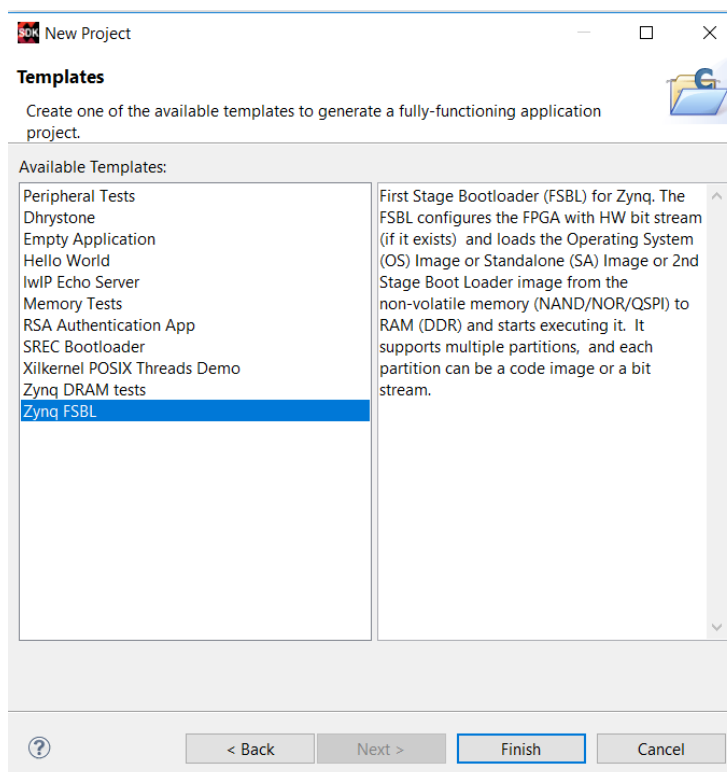 SDK New Project
Templates
Create one of the available templates to generate a fully-functioning application
project.
Available Templates:
Peripheral Tests
Dhrystone
Empty Application
Hello World
lwIP Echo Server
Memory Tests
RSA Authentication App
SREC Bootloader
Xilkernel POSIX Threads Demo
Zynq DRAM tests
Zynq FSBL
First Stage Bootloader (FSBL) for Zynq. The
FSBL configures the FPGA with HW bit stream
(if it exists)  and loads the Operating System
(OS) Image or Standalone (SA) Image or 2nd
Stage Boot Loader image from the
non-volatile memory (NAND/NOR/QSPI) to
RAM (DDR) and starts executing it.  It
supports multiple partitions,  and each
partition can be a code image or a bit
stream.
C
?
< Back
Next >
Finish
Cancel